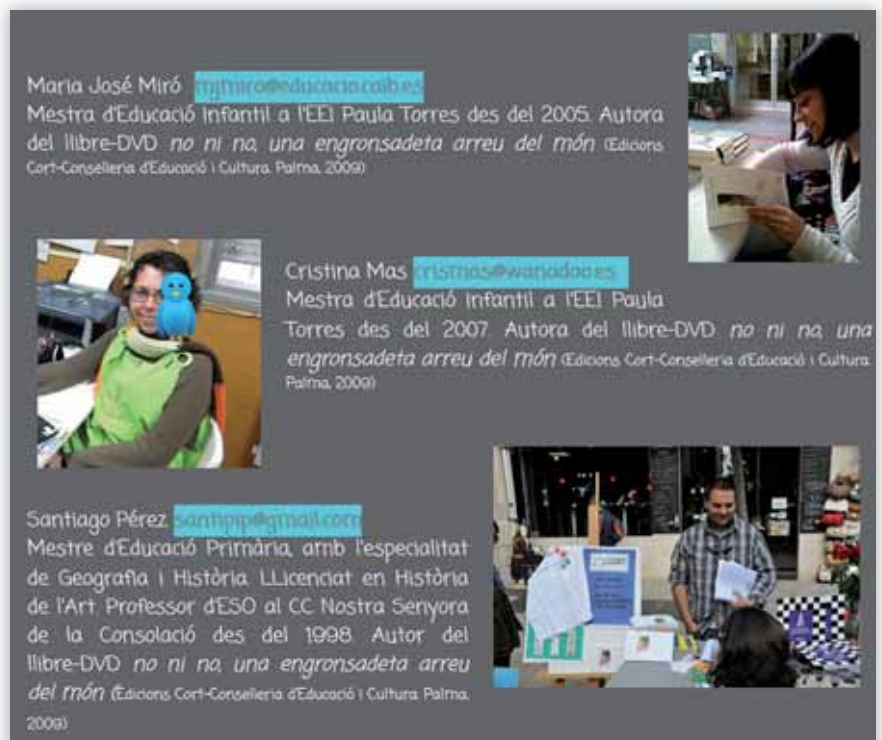 Maria José Miró mjmiro@educacio.caib.es
Mestra d'Educació Infantil a l'EEI Paula Torres des del 2005. Autora
del llibre-DVD no ni no, una engronsadeta arreu del món (Edicions
Cort-Conselleria d'Educació i Cultura. Palma, 2009)
Cristina Mas cristmas@wanadoo.es
Mestra d'Educació Infantil a l'EEI Paula
Torres des del 2007. Autora del llibre-DVD no ni no, una
engronsadeta arreu del món (Edicions Cort-Conselleria d'Educació i Cultura.
Palma, 2009)
Santiago Pérez santipip@gmail.com
Mestre d'Educació Primària, amb l'especialitat
de Geografia i Història. LLicenciat en Història
de l'Art. Professor d'ESO al CC Nostra Senyora
de la Consolació des del 1998. Autor del
llibre-DVD no ni no, una engronsadeta arreu
del món (Edicions Cort-Conselleria d'Educació i Cultura. Palma,
2009)